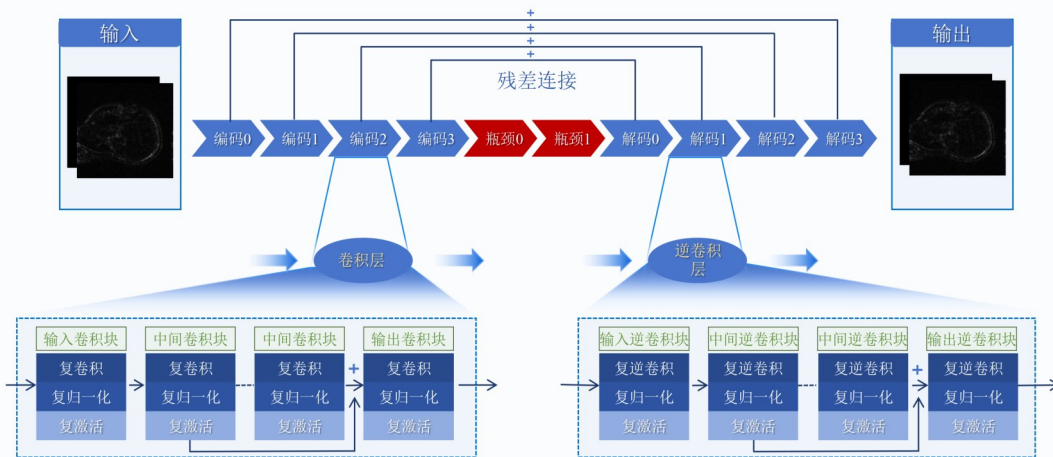 输入
输出
+
+
+
+
残差连接
编码0
编码1
编码2
编码3
瓶颈0
瓶颈1
解码0
解码1
解码2
解码3
卷积层
逆卷积
层
输入卷积块
中间卷积块
中间卷积块
输出卷积块
复卷积
复卷积
复卷积
+
复卷积
复归一化
复归一化
复归一化
复归一化
复激活
复激活
复激活
复激活
输入逆卷积块
中间逆卷积块
中间逆卷积块
输出逆卷积块
复逆卷积
复逆卷积
复逆卷积
+
复逆卷积
复归一化
复归一化
复归一化
复归一化
复激活
复激活
复激活
复激活